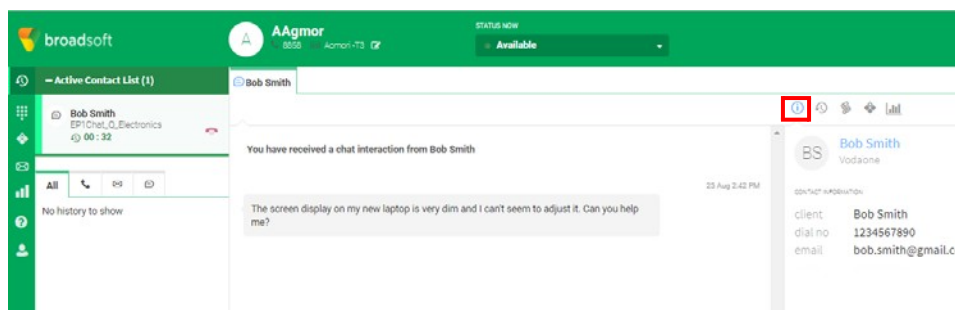 broadsoft
A
AAgmor
8858 Aomori-T3
STATUS NOW
Available
– Active Contact List (1)
Bob Smith
EP1Chat_Q_Electronics
00 : 32
All
No history to show
Bob Smith
You have received a chat interaction from Bob Smith
23 Aug 2:42 PM
The screen display on my new laptop is very dim and I can't seem to adjust it. Can you help
me?
BS
Bob Smith
Vodaone
CONTACT INFORMATION
client Bob Smith
dial no 1234567890
email bob.smith@gmail.c